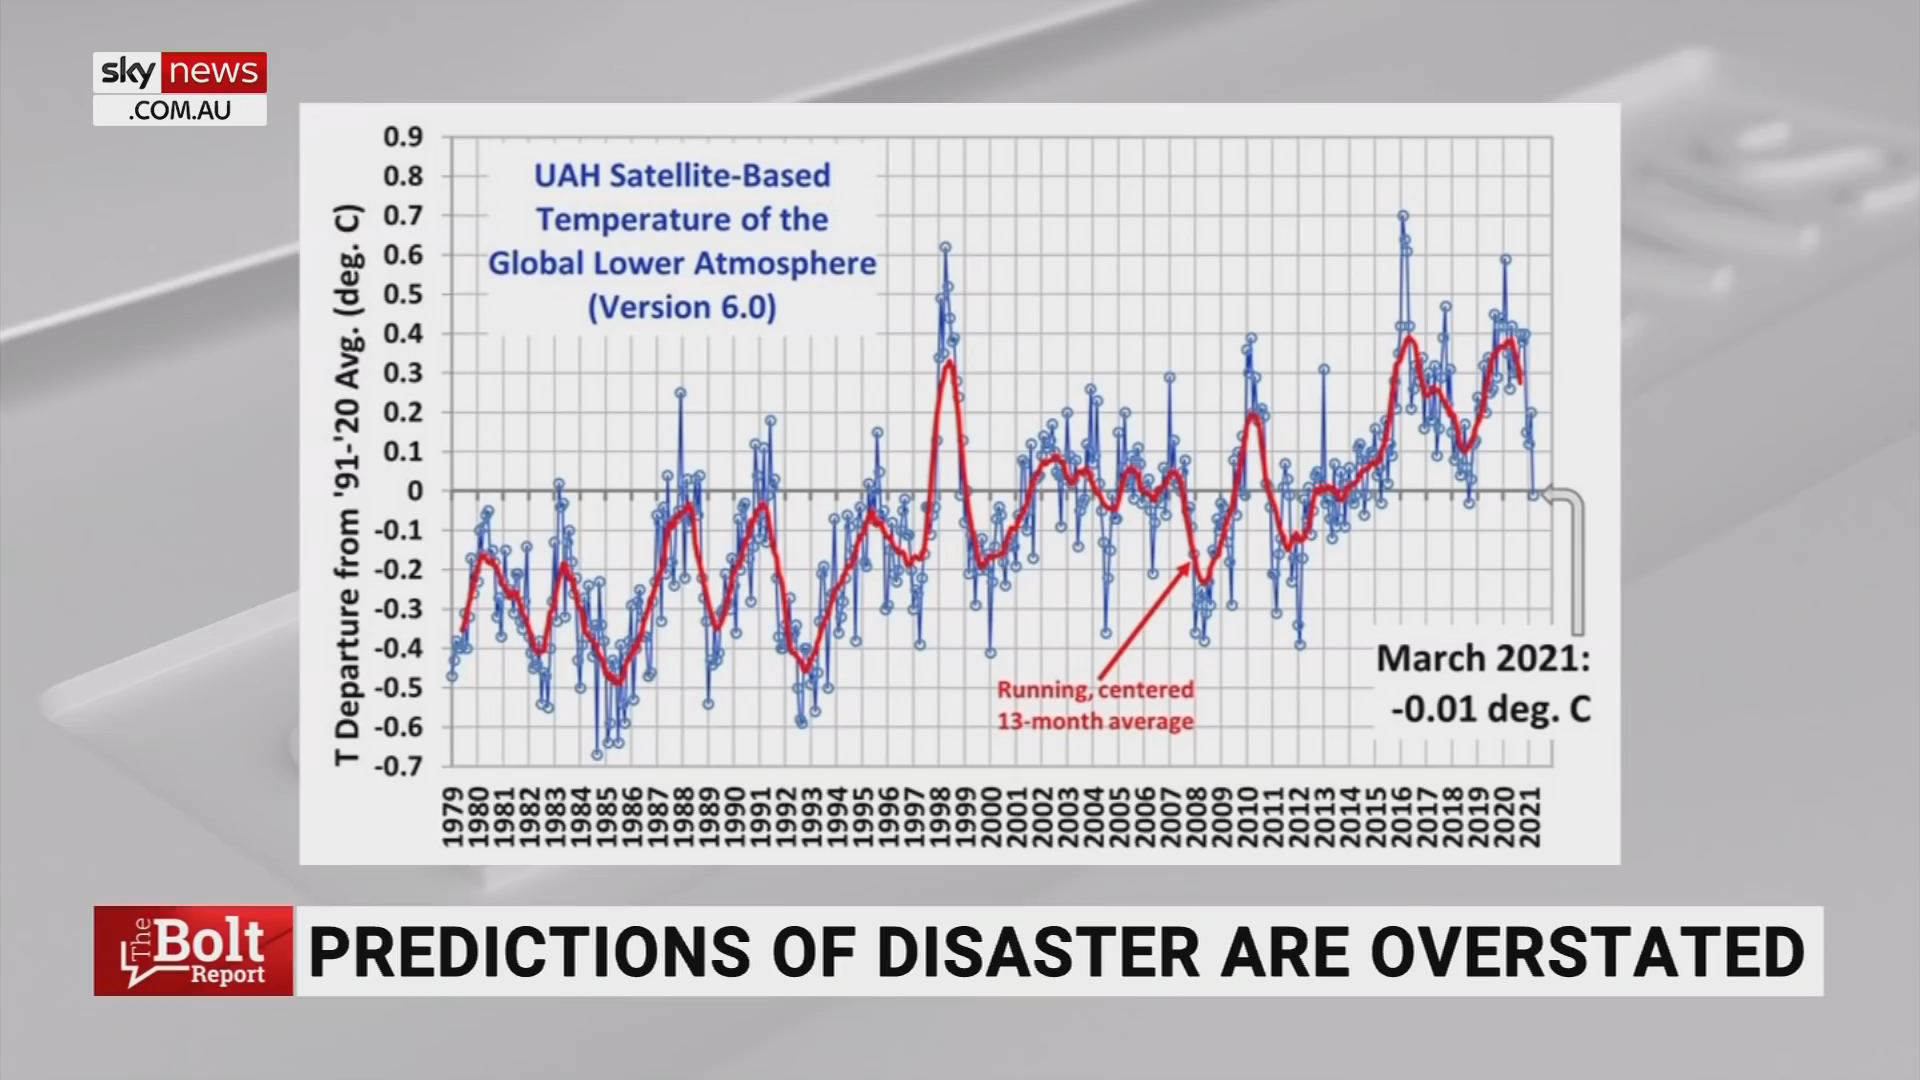 sky news
.COM.AU
UAH Satellite-Based
Temperature of the
Global Lower Atmosphere
(Version 6.0)
T Departure from '91-'20 Avg. (deg. C)
0.9
0.8
0.7
0.6
0.5
0.4
0.3
0.2
0.1
0
-0.1
-0.2
-0.3
-0.4
-0.5
-0.6
-0.7
Running, centered
13-month average
March 2021:
-0.01 deg. C
1979 1980 1981 1982 1983 1984 1985 1986 1987 1988 1989 1990 1991 1992 1993 1994 1995 1996 1997 1998 1999 2000 2001 2002 2003 2004 2005 2006 2007 2008 2009 2010 2011 2012 2013 2014 2015 2016 2017 2018 2019 2020 2021
The Bolt
Report
PREDICTIONS OF DISASTER ARE OVERSTATED